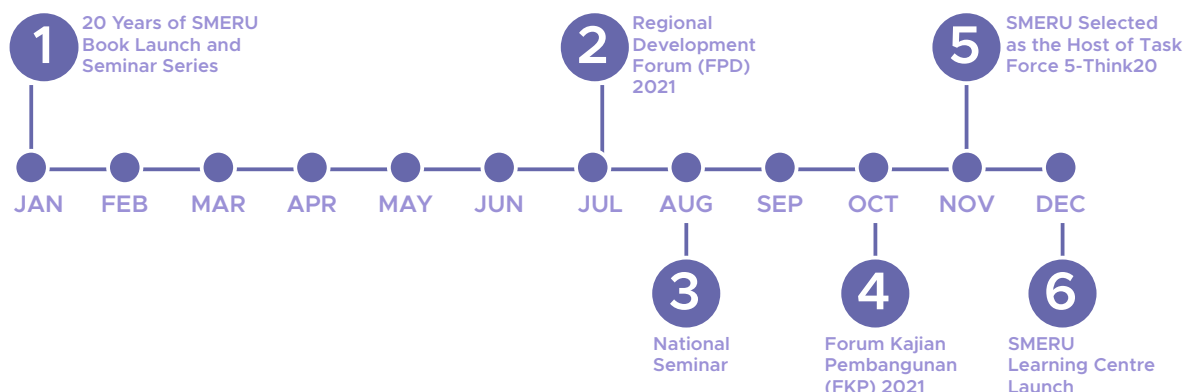 1
20 Years of SMERU
Book Launch and
Seminar Series
2
Regional
Development
Forum (FPD)
2021
5
SMERU Selected
as the Host of Task
Force 5-Think20
JAN FEB MAR APR MAY JUN JUL AUG SEP OCT NOV DEC
3
National
Seminar
4
Forum Kajian
Pembangunan
(FKP) 2021
6
SMERU
Learning Centre
Launch